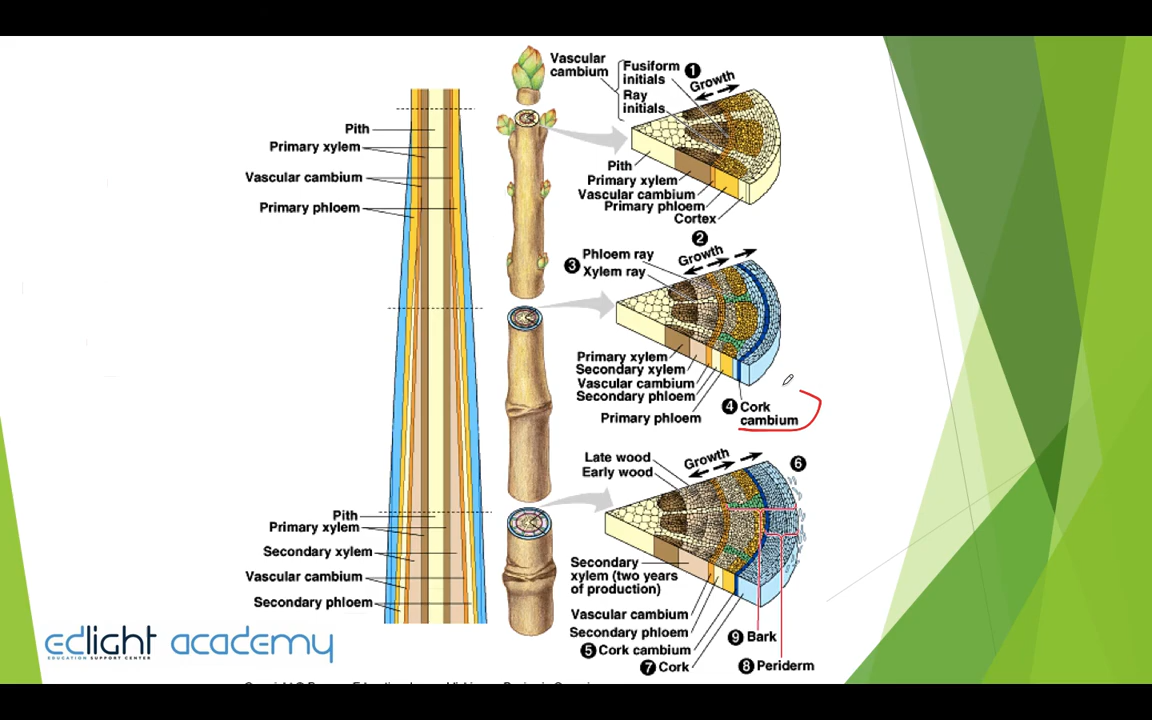 Pith
Primary xylem
Vascular cambium
Primary phloem
Pith
Primary xylem
Secondary xylem
Vascular cambium
Secondary phloem
Vascular
cambium
Fusiform
initials
Ray
initials
1
Growth
Pith
Primary xylem
Vascular cambium
Primary phloem
Cortex
2
Growth
3
Phloem ray
Xylem ray
Primary xylem
Secondary xylem
Vascular cambium
Secondary phloem
Primary phloem
4 Cork
cambium
Late wood
Early wood
Growth
6
Secondary
xylem (two years
of production)
Vascular cambium
Secondary phloem
5 Cork cambium
7 Cork
9 Bark
8 Periderm
edlight academy
EDUCATION SUPPORT CENTER